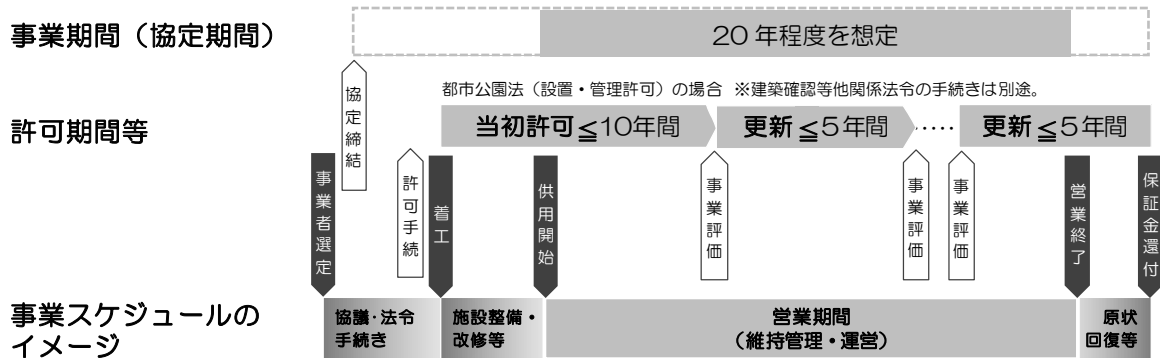 事業期間（協定期間）
20年程度を想定
協定締結
都市公園法（設置・管理許可）の場合 ※建築確認等他関係法令の手続きは別途。
許可期間等
当初許可≦10年間
更新≦5年間
‥‥‥
更新≦5年間
事業者選定
許可手続
着工
供用開始
事業評価
事業評価
事業評価
営業終了
保証金還付
事業スケジュールの
イメージ
協議・法令
手続き
施設整備・
改修等
営業期間
（維持管理・運営）
原状
回復等